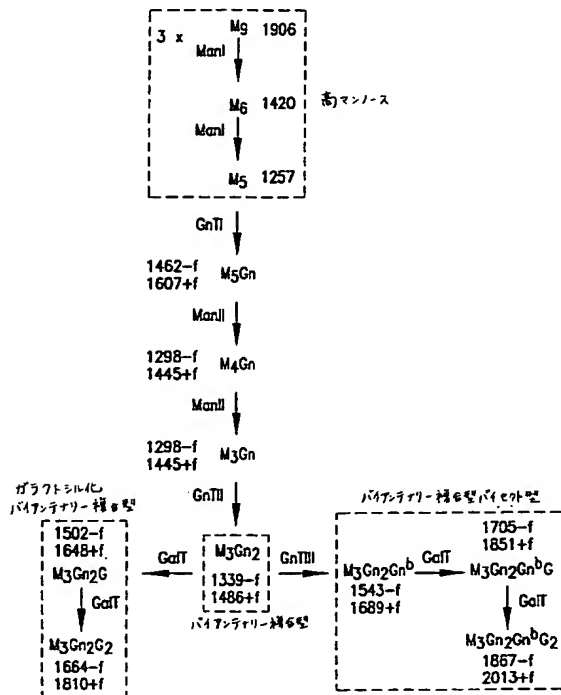 3 x
M9 1906
ManI
M6 1420
高マンノース
ManI
M5 1257
GnTI
1462-f
1607+f
M5Gn
ManII
1298-f
1445+f
M4Gn
ManII
1298-f
1445+f
M3Gn
GnTII
ガラクトシル化
バイアンテナリー複合型
1502-f
1648+f
M3Gn2G
GalT
M3Gn2G2
1664-f
1810+f
GalT
M3Gn2
1339-f
1486+f
バイアンテナリー複合型
GnTIII
バイアンテナリー複合型バイセクト型
M3Gn2Gnb
1543-f
1689+f
GalT
1705-f
1851+f
M3Gn2GnbG
GalT
M3Gn2GnbG2
1867-f
2013+f